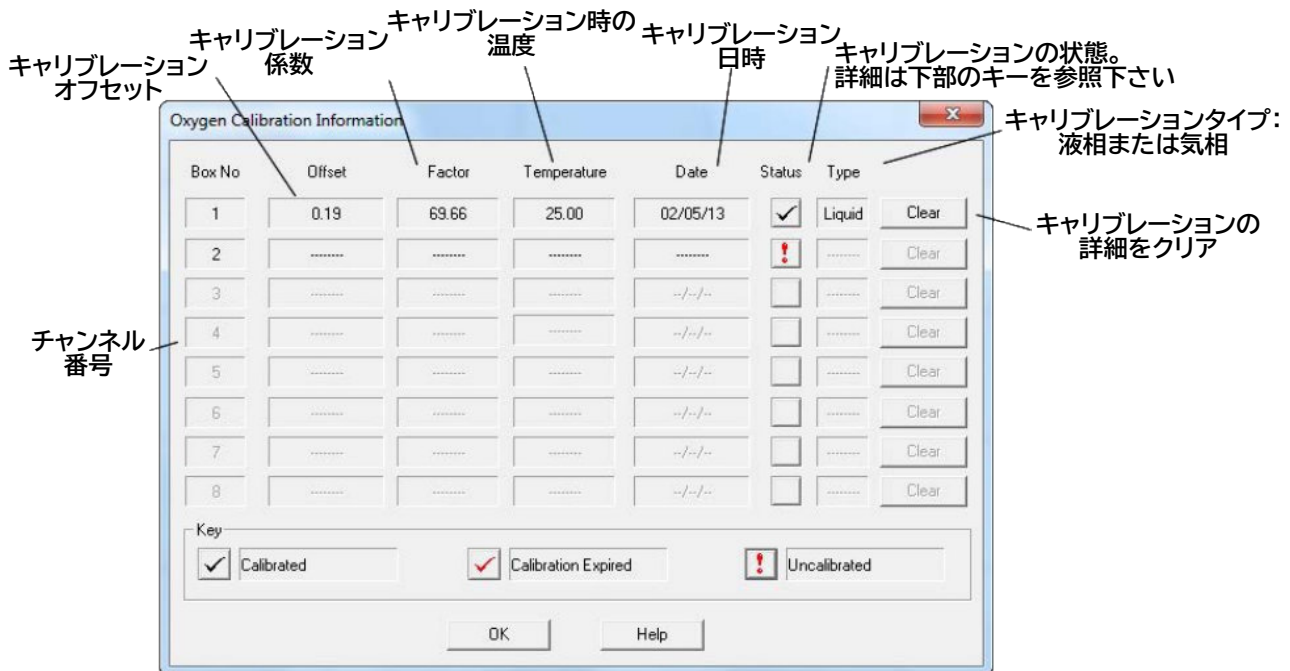 キャリブレーション
オフセット
キャリブレーション
係数
キャリブレーション時の
温度
キャリブレーション
日時
キャリブレーションの状態。
詳細は下部のキーを参照下さい
キャリブレーションタイプ:
液相または気相
キャリブレーションの
詳細をクリア
チャンネル
番号
Oxygen Calibration Information
Box No Offset Factor Temperature Date Status Type
1 0.19 69.66 25.00 02/05/13 ✓ Liquid Clear
2 -------- -------- -------- -------- ! -------- Clear
3 -------- -------- -------- --/--/-- -------- Clear
4 -------- -------- -------- --/--/-- -------- Clear
5 -------- -------- -------- --/--/-- -------- Clear
6 -------- -------- -------- --/--/-- -------- Clear
7 -------- -------- -------- --/--/-- -------- Clear
8 -------- -------- -------- --/--/-- -------- Clear
Key
✓ Calibrated ✓ Calibration Expired ! Uncalibrated
OK Help